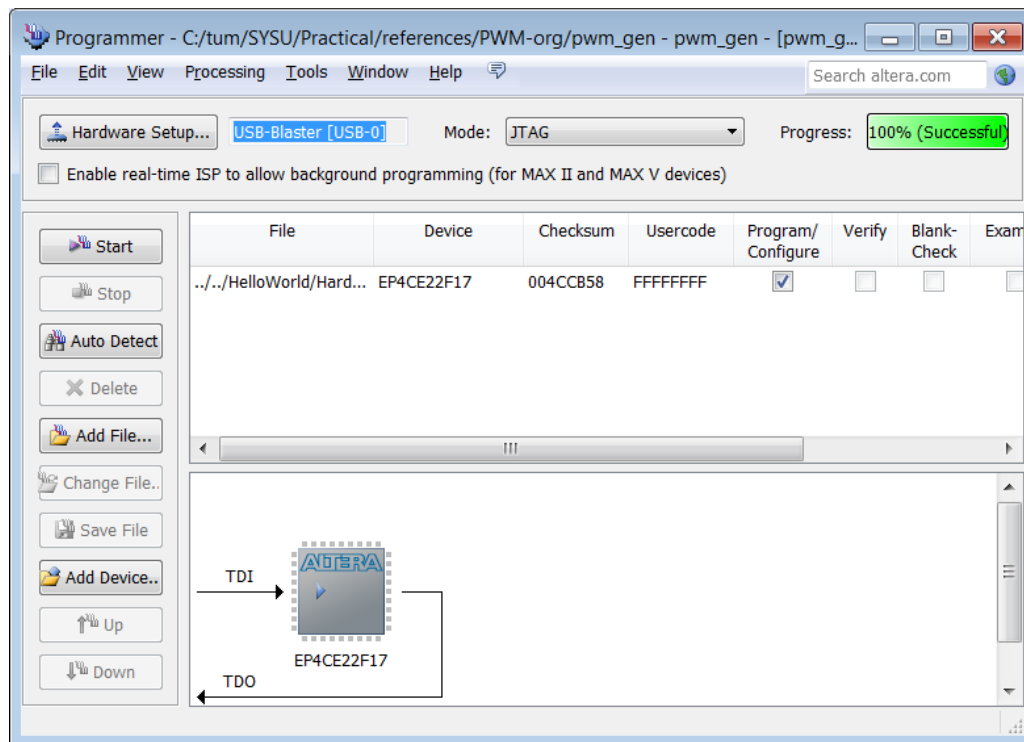 Programmer - C:/tum/SYSU/Practical/references/PWM-org/pwm_gen - pwm_gen - [pwm_g...
File Edit View Processing Tools Window Help Search altera.com
Hardware Setup... USB-Blaster [USB-0] Mode: JTAG Progress: 100% (Successful)
Enable real-time ISP to allow background programming (for MAX II and MAX V devices)
Start
Stop
Auto Detect
Delete
Add File...
Change File..
Save File
Add Device..
Up
Down
File Device Checksum Usercode Program/ Verify Blank- Exam
Configure Check
../../HelloWorld/Hard... EP4CE22F17 004CCB58 FFFFFFFF
ALTERA
TDI
EP4CE22F17
TDO